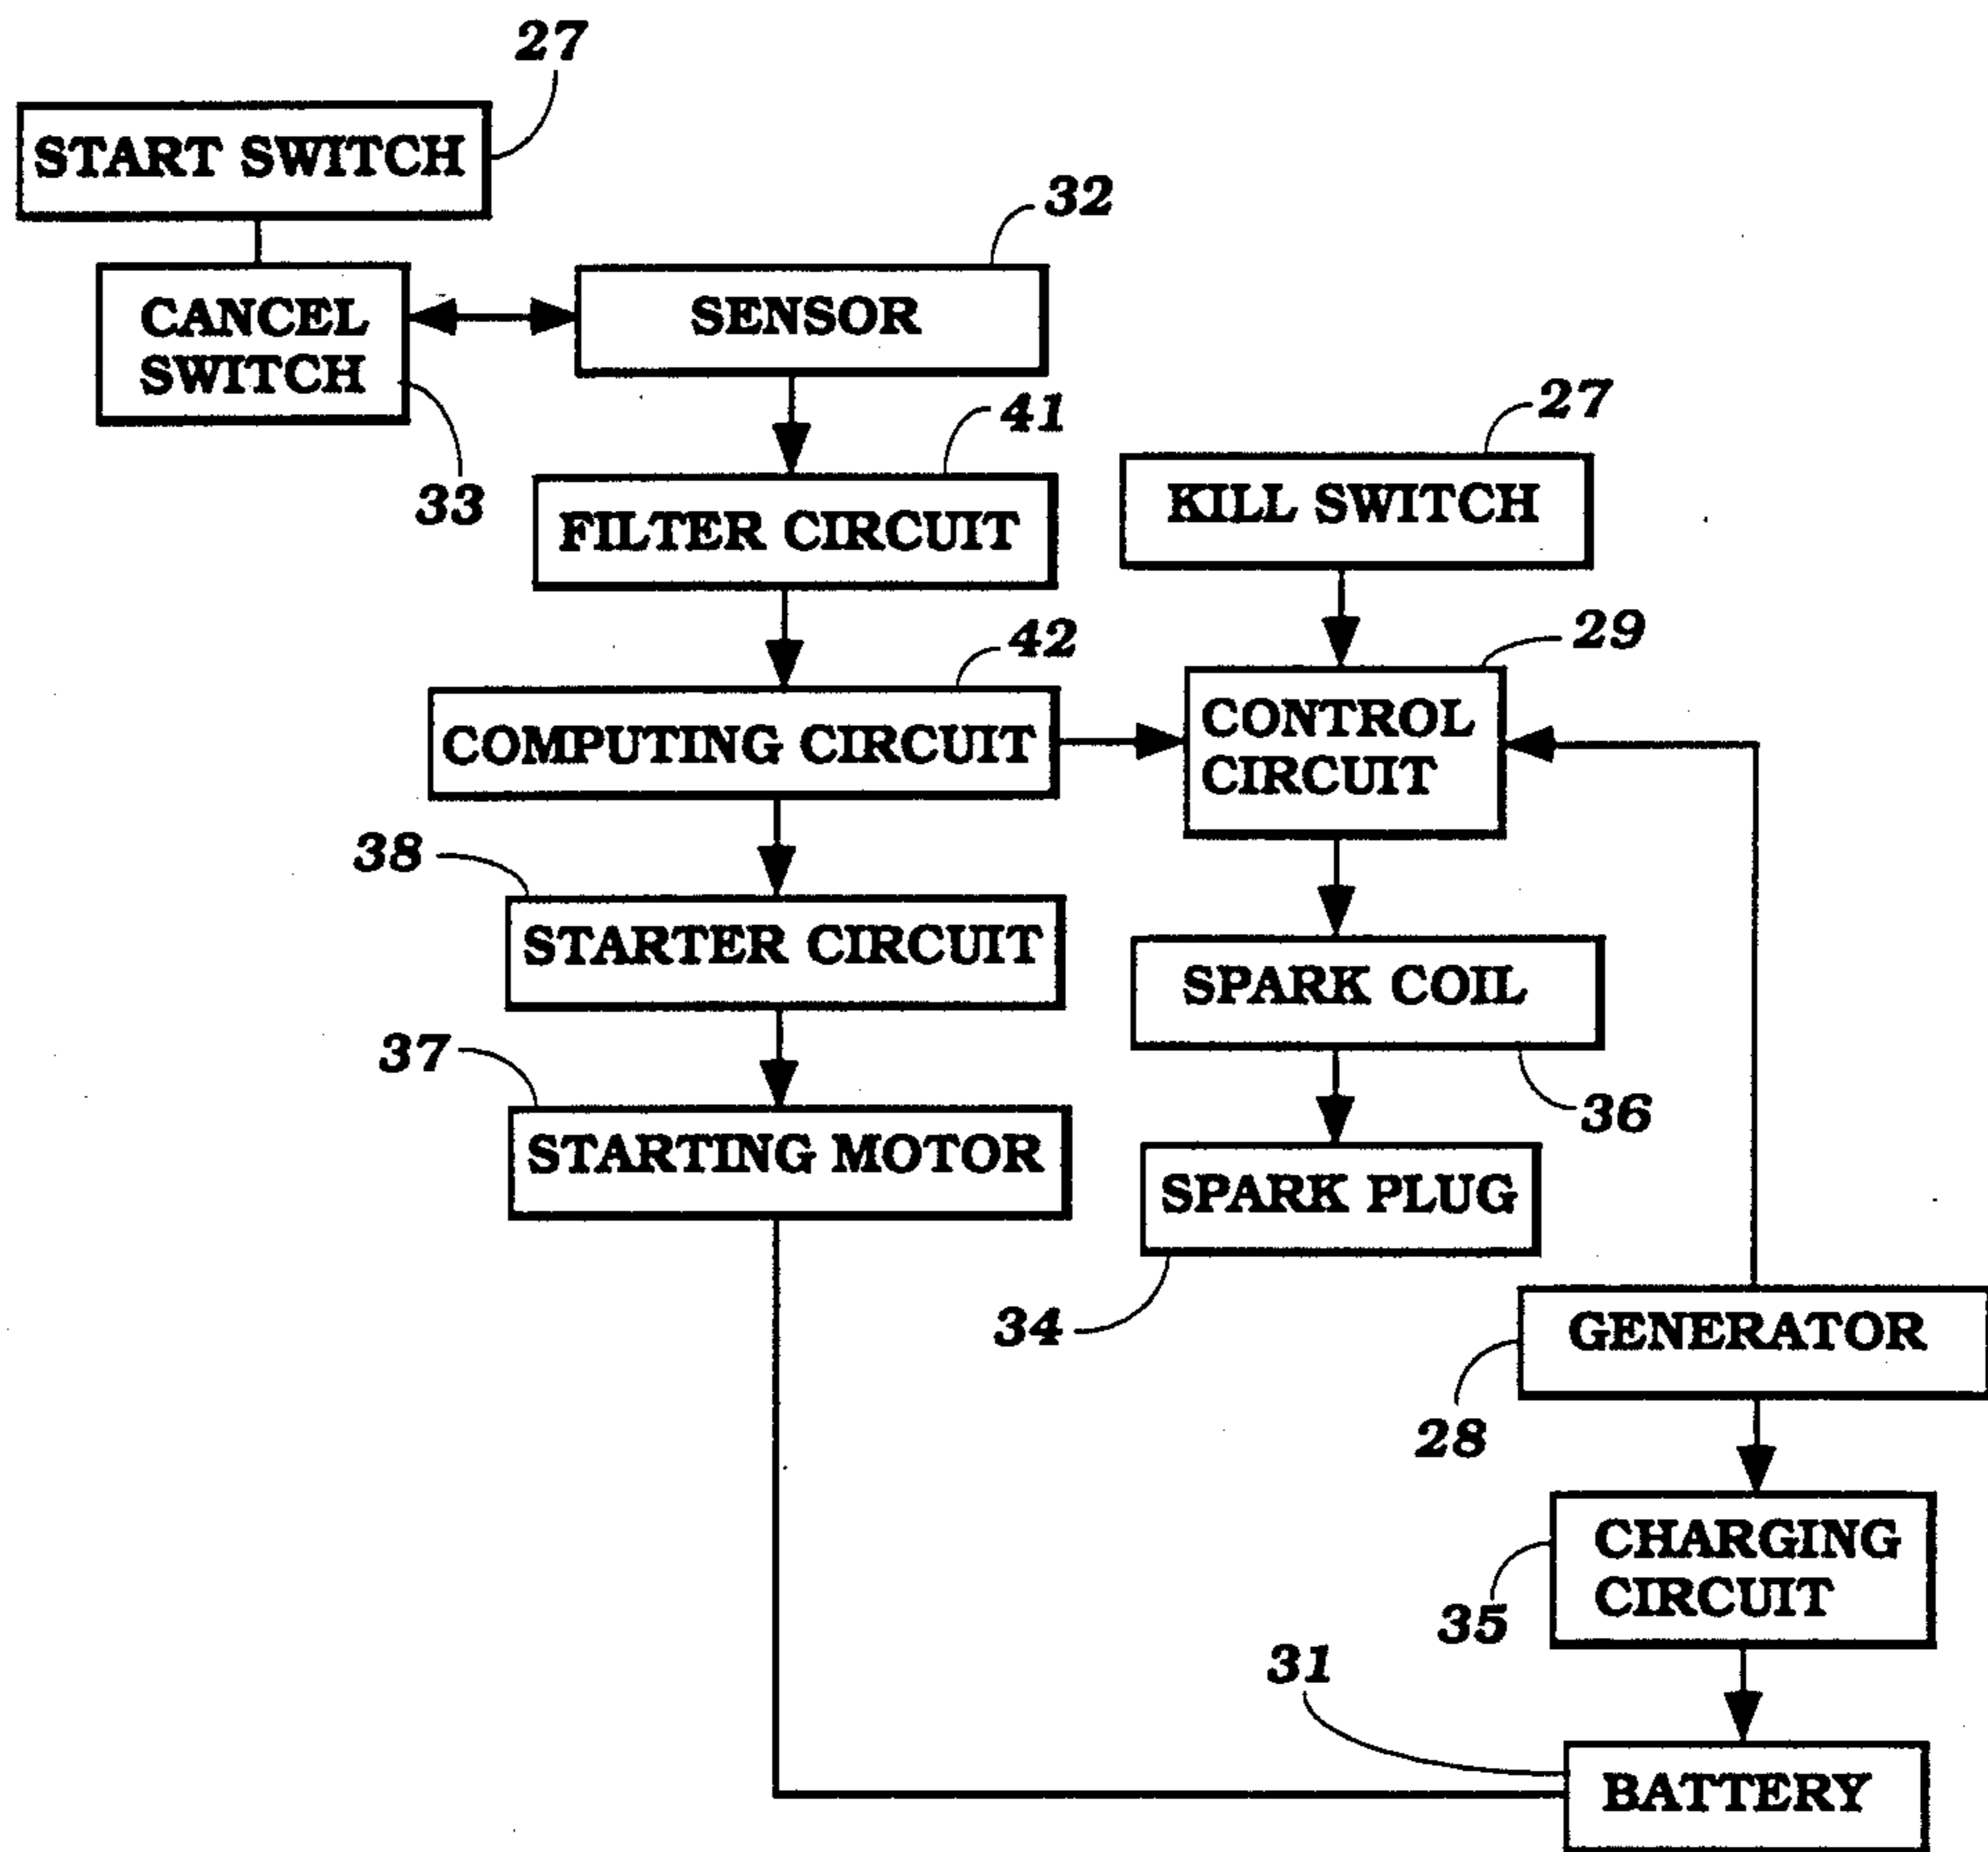 27
START SWITCH
32
CANCEL
SWITCH
SENSOR
33
41
27
FILTER CIRCUIT
KILL SWITCH
42
29
COMPUTING CIRCUIT
CONTROL
CIRCUIT
38
STARTER CIRCUIT
SPARK COIL
37
36
STARTING MOTOR
SPARK PLUG
34
GENERATOR
28
CHARGING
CIRCUIT
35
31
BATTERY